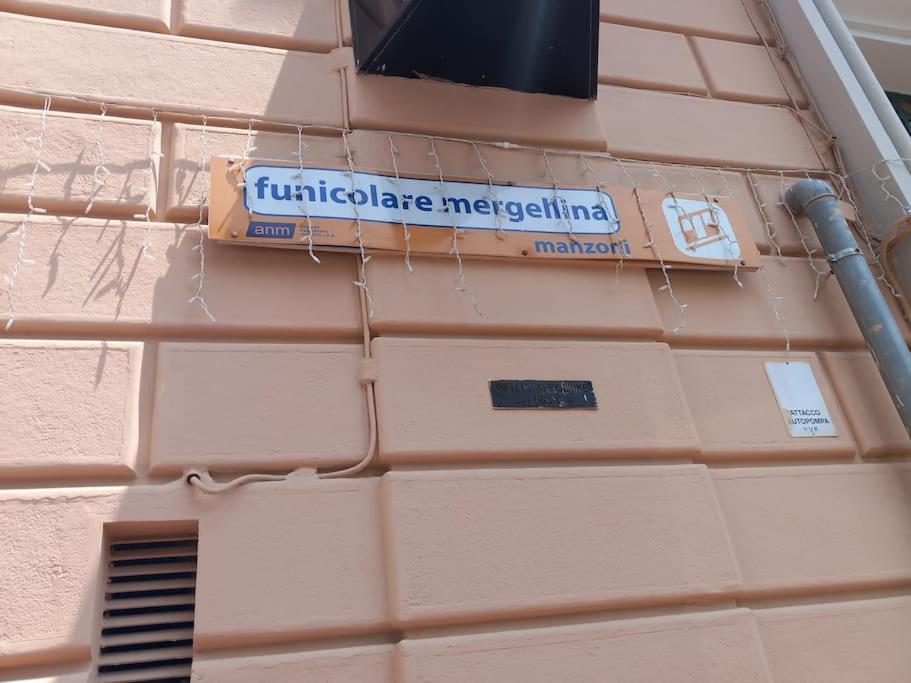 funicolare mergellina
anm
manzoni
ATTACCO
AUTOPOMPA
V.V.F.